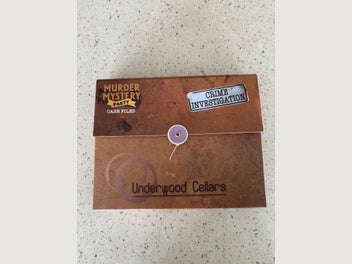 MURDER
MYSTERY
PARTY
CASE FILES
CRIME
INVESTIGATION
Underwood Cellars